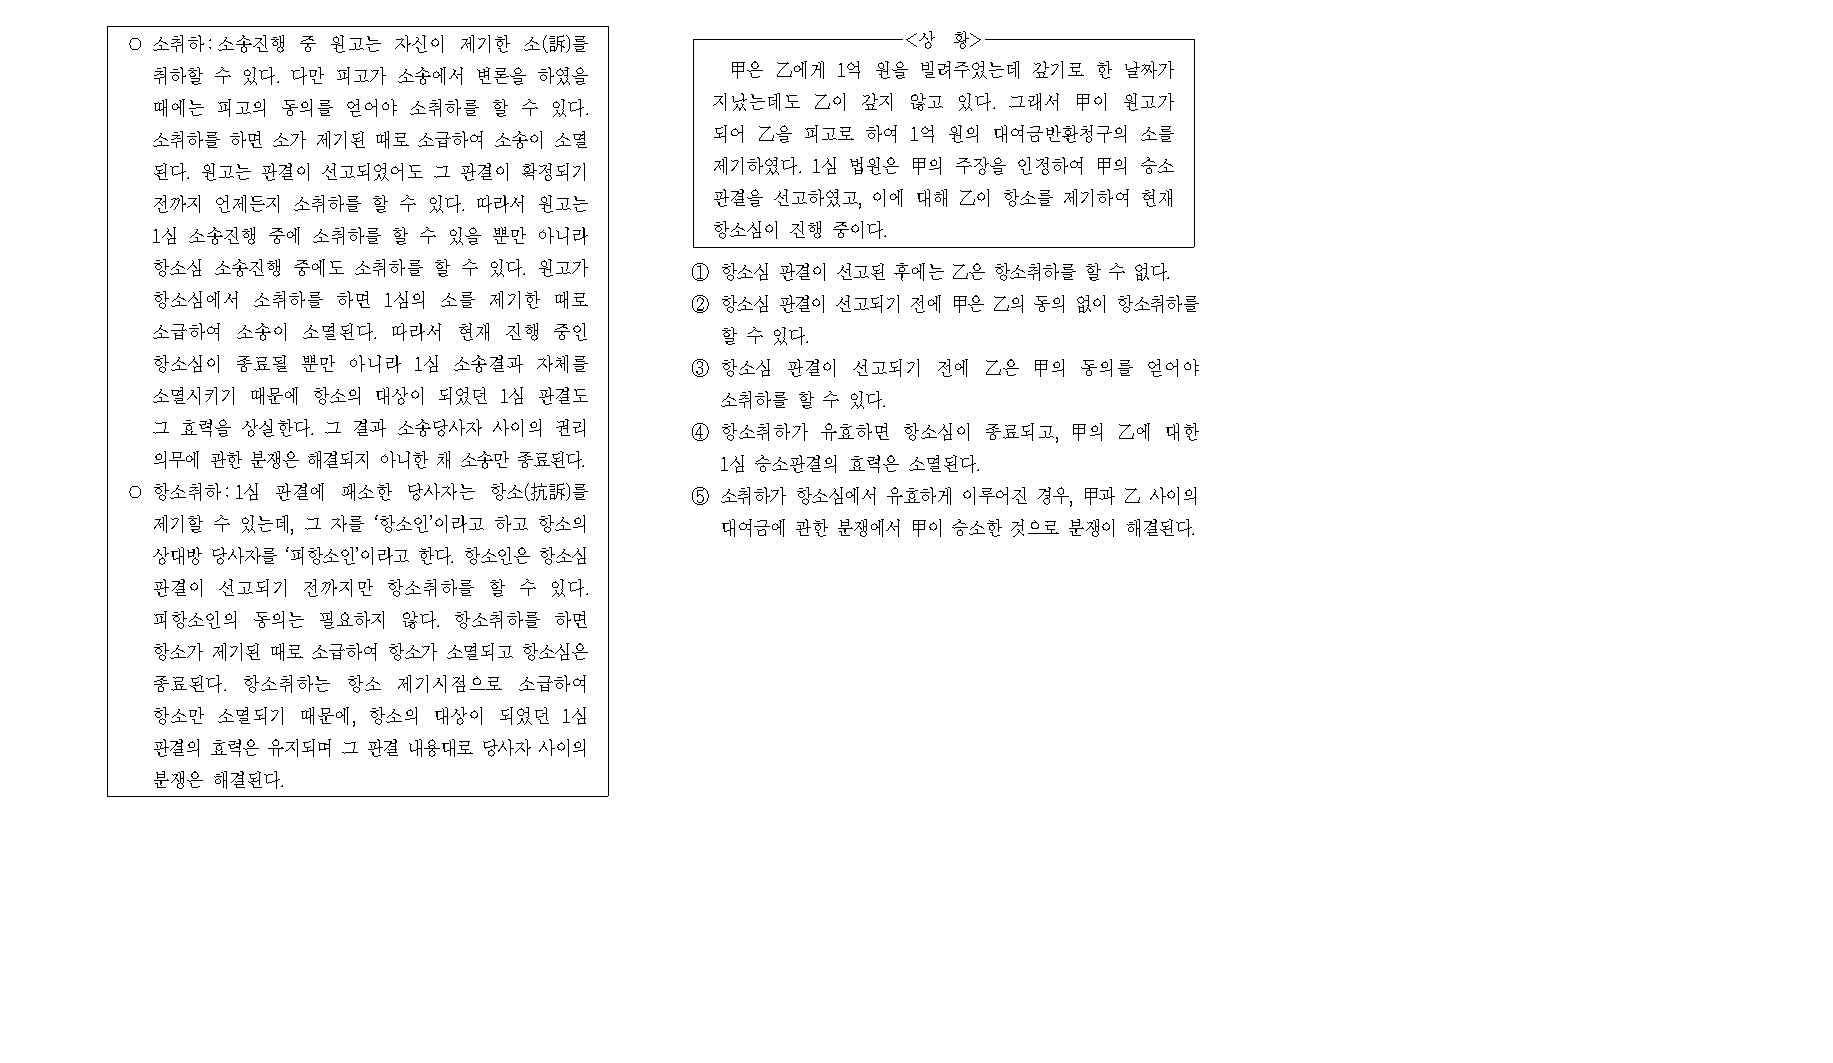 ○ 소취하: 소송진행 중 원고는 자신이 제기한 소(訴)를
취하할 수 있다. 다만 피고가 소송에서 변론을 하였을
때에는 피고의 동의를 얻어야 소취하를 할 수 있다.
소취하를 하면 소가 제기된 때로 소급하여 소송이 소멸
된다. 원고는 판결이 선고되었어도 그 판결이 확정되기
전까지 언제든지 소취하를 할 수 있다. 따라서 원고는
1심 소송진행 중에 소취하를 할 수 있을 뿐만 아니라
항소심 소송진행 중에도 소취하를 할 수 있다. 원고가
항소심에서 소취하를 하면 1심의 소를 제기한 때로
소급하여 소송이 소멸된다. 따라서 현재 진행 중인
항소심이 종료될 뿐만 아니라 1심 소송결과 자체를
소멸시키기 때문에 항소의 대상이 되었던 1심 판결도
그 효력을 상실한다. 그 결과 소송당사자 사이의 권리
의무에 관한 분쟁은 해결되지 아니한 채 소송만 종료된다.
○ 항소취하: 1심 판결에 패소한 당사자는 항소(抗訴)를
제기할 수 있는데, 그 자를 ‘항소인’이라고 하고 항소의
상대방 당사자를 ‘피항소인’이라고 한다. 항소인은 항소심
판결이 선고되기 전까지만 항소취하를 할 수 있다.
피항소인의 동의는 필요하지 않다. 항소취하를 하면
항소가 제기된 때로 소급하여 항소가 소멸되고 항소심은
종료된다. 항소취하는 항소 제기시점으로 소급하여
항소만 소멸되기 때문에, 항소의 대상이 되었던 1심
판결의 효력은 유지되며 그 판결 내용대로 당사자 사이의
분쟁은 해결된다.
<상 황>
甲은 乙에게 1억 원을 빌려주었는데 갚기로 한 날짜가
지났는데도 乙이 갚지 않고 있다. 그래서 甲이 원고가
되어 乙을 피고로 하여 1억 원의 대여금반환청구의 소를
제기하였다. 1심 법원은 甲의 주장을 인정하여 甲의 승소
판결을 선고하였고, 이에 대해 乙이 항소를 제기하여 현재
항소심이 진행 중이다.
① 항소심 판결이 선고된 후에는 乙은 항소취하를 할 수 없다.
② 항소심 판결이 선고되기 전에 甲은 乙의 동의 없이 항소취하를
할 수 있다.
③ 항소심 판결이 선고되기 전에 乙은 甲의 동의를 얻어야
소취하를 할 수 있다.
④ 항소취하가 유효하면 항소심이 종료되고, 甲의 乙에 대한
1심 승소판결의 효력은 소멸된다.
⑤ 소취하가 항소심에서 유효하게 이루어진 경우, 甲과 乙 사이의
대여금에 관한 분쟁에서 甲이 승소한 것으로 분쟁이 해결된다.